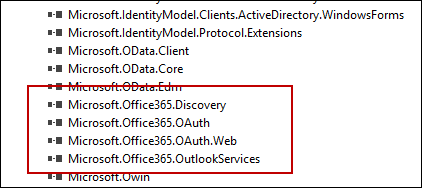 Microsoft.IdentityModel.Clients.ActiveDirectory.WindowsForms
Microsoft.IdentityModel.Protocol.Extensions
Microsoft.OData.Client
Microsoft.OData.Core
Microsoft.OData.Edm
Microsoft.Office365.Discovery
Microsoft.Office365.OAuth
Microsoft.Office365.OAuth.Web
Microsoft.Office365.OutlookServices
Microsoft.Owin